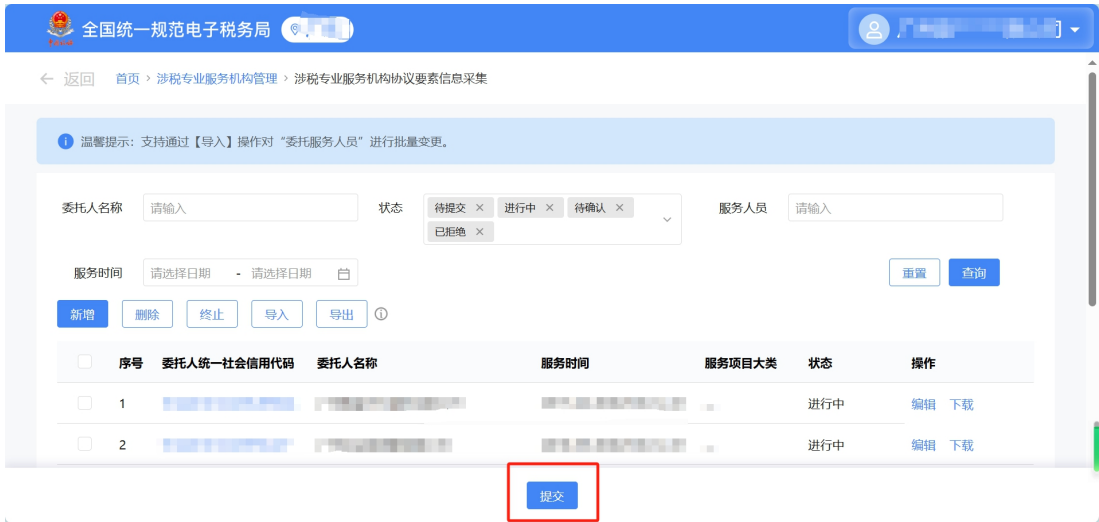 全国统一规范电子税务局
返回 首页 > 涉税专业服务机构管理 > 涉税专业服务机构协议要素信息采集
温馨提示：支持通过【导入】操作对“委托服务人员”进行批量变更。
委托人名称 请输入 状态 待提交 × 进行中 × 待确认 × 服务人员 请输入
已拒绝 ×
服务时间 请选择日期 - 请选择日期 重置 查询
新增 删除 终止 导入 导出
序号 委托人统一社会信用代码 委托人名称 服务时间 服务项目大类 状态 操作
1 进行中 编辑 下载
2 进行中 编辑 下载
提交